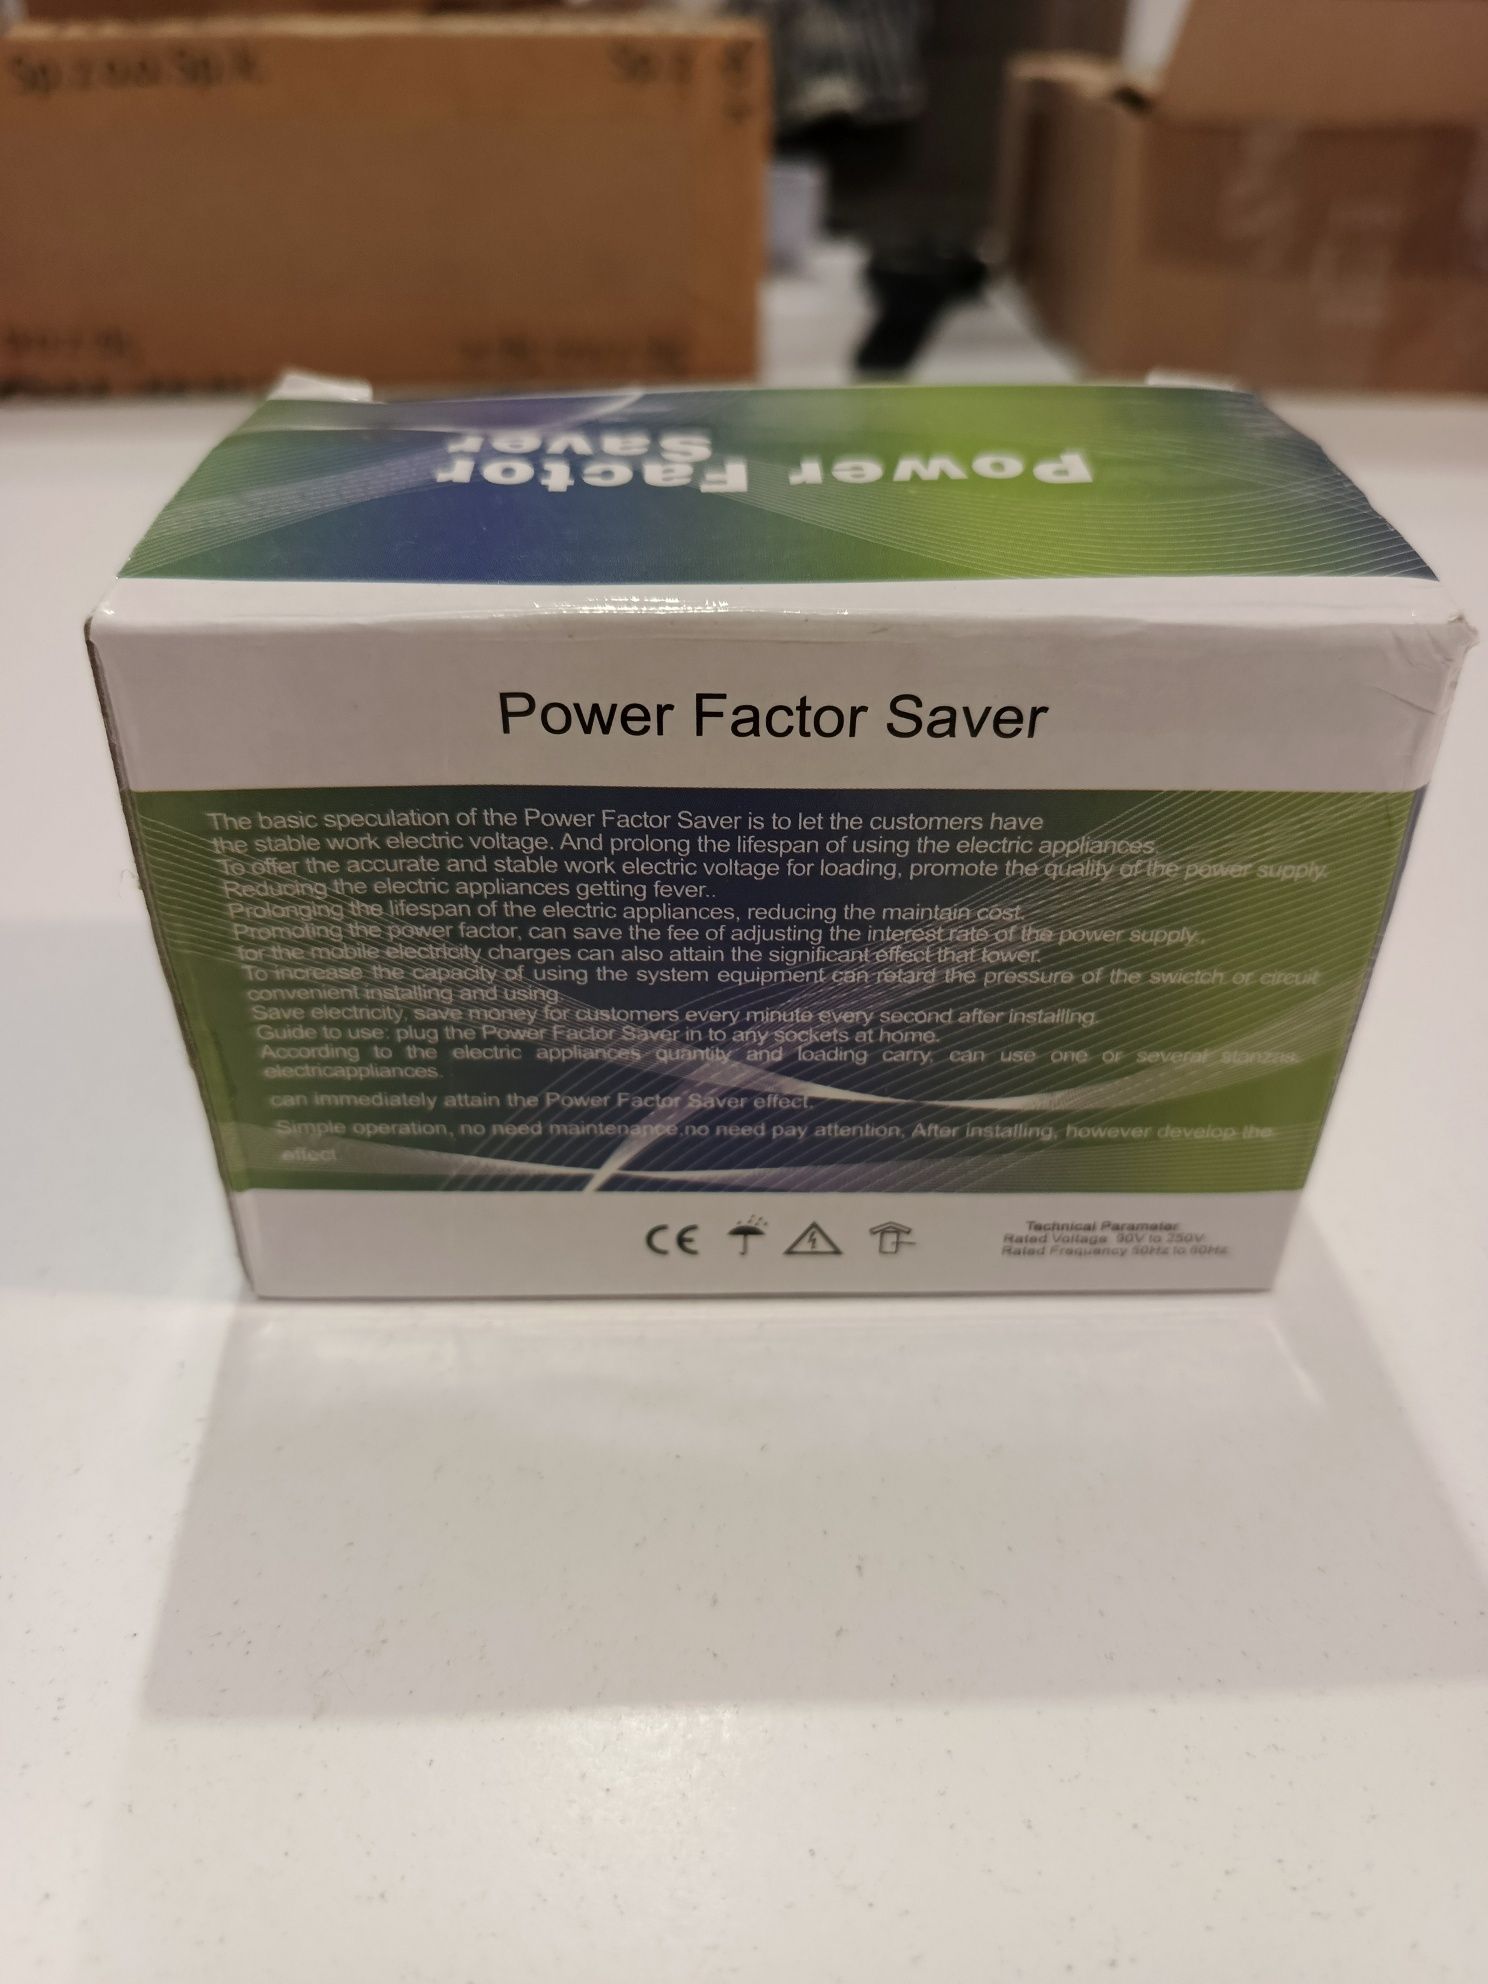 Power Factor
Saver
Power Factor Saver
The basic speculation of the Power Factor Saver is to let the customers have
the stable work electric voltage. And prolong the lifespan of using the electric appliances.
To offer the accurate and stable work electric voltage for loading, promote the quality of the power supply.
Reducing the electric appliances getting fever..
Prolonging the lifespan of the electric appliances, reducing the maintain cost.
Promoting the power factor, can save the fee of adjusting the interest rate of the power supply.,
for the mobile electricity charges can also attain the significant effect that lower.
To increase the capacity of using the system equipment can retard the pressure of the swictch or circuit
convenient installing and using
Save electricity, save money for customers every minute every second after installing.
Guide to use: plug the Power Factor Saver in to any sockets at home.
According to the electric appliances quantity and loading carry, can use one or several stanzas
electricappliances.
can immediately attain the Power Factor Saver effect.
Simple operation, no need maintenance,no need pay attention, After installing, however develop the
effect
CE
Technical Parameter
Rated Voltage 90V to 250V
Rated Frequency 50Hz to 60Hz